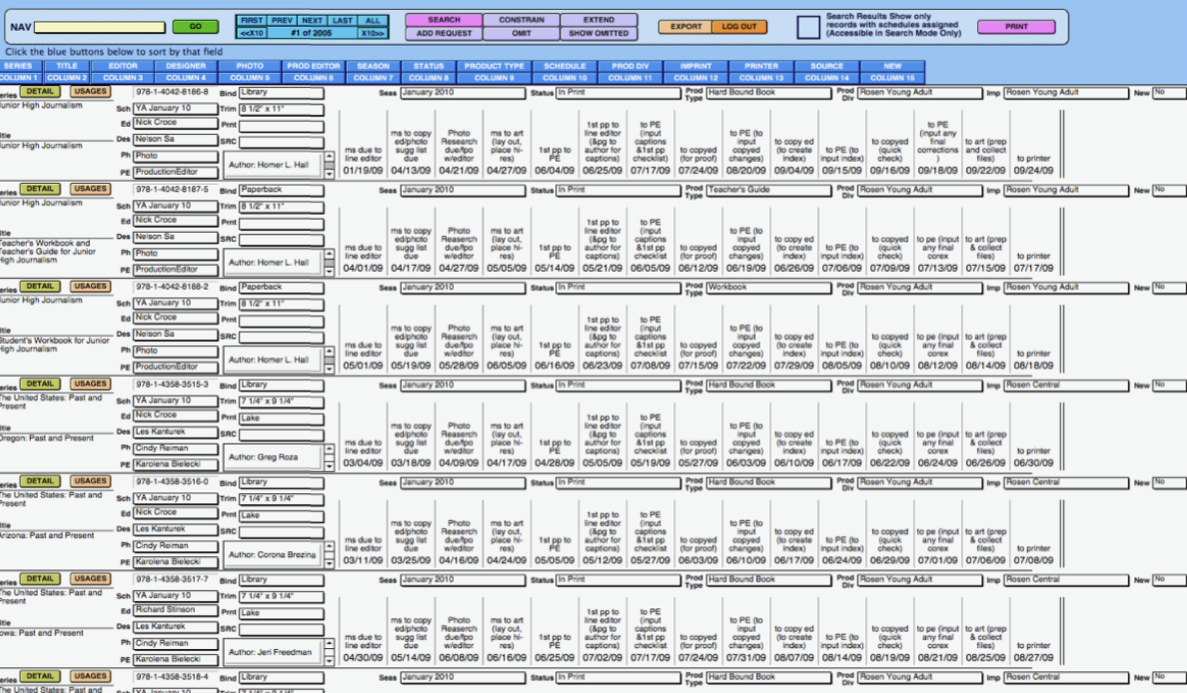 NAV GO
FIRST PREV NEXT LAST ALL
<<X10 #1 of 2005 X10>>
SEARCH CONSTRAIN EXTEND
ADD REQUEST OMIT SHOW OMITTED
EXPORT LOG OUT
Search Results Show only
records with schedules assigned
(Accessible in Search Mode Only)
PRINT
Click the blue buttons below to sort by that field
SERIES TITLE EDITOR DESIGNER PHOTO PROD EDITOR SEASON STATUS PRODUCT TYPE SCHEDULE PROD DIV IMPRINT PRINTER SOURCE NEW
COLUMN 1 COLUMN 2 COLUMN 3 COLUMN 4 COLUMN 5 COLUMN 6 COLUMN 7 COLUMN 8 COLUMN 9 COLUMN 10 COLUMN 11 COLUMN 12 COLUMN 13 COLUMN 14 COLUMN 15
eries DETAIL USAGES 978-1-4042-8186-8 Bind Library Seas January 2010 Status In Print Prod Type Hard Bound Book Prod Div Rosen Young Adult Imp Rosen Young Adult New No
unior High Journalism
Sch YA January 10 Trim 8 1/2" x 11"
Ed Nick Croce Prnt
itle
unior High Journalism
Des Nelson Sa SRC
Ph Photo
Author: Homer L. Hall
PE ProductionEditor
ms due to line editor 01/19/09
ms to copy ed/photo sugg list due 04/13/09
Photo Research due/fpo w/editor 04/21/09
ms to art (lay out, place hi-res) 04/27/09
1st pp to PE 06/04/09
1st pp to line editor (&pg to author for captions) 06/25/09
to PE (input captions &1st pp checklist) 07/17/09
to copyed (for proof) 07/24/09
to PE (to input copyed changes) 08/20/09
to copy ed (to create index) 09/04/09
to PE (to input index) 09/15/09
to copyed (quick check) 09/16/09
to PE (input any final corrections ) 09/18/09
to art (prep and collect files) 09/22/09
to printer 09/24/09
eries DETAIL USAGES 978-1-4042-8187-5 Bind Paperback Seas January 2010 Status In Print Prod Type Teacher's Guide Prod Div Rosen Young Adult Imp Rosen Young Adult New No
unior High Journalism
Sch YA January 10 Trim 8 1/2" x 11"
Ed Nick Croce Prnt
itle
Teacher's Workbook and
Teacher's Guide for Junior
High Journalism
Des Nelson Sa SRC
Ph Photo
Author: Homer L. Hall
PE ProductionEditor
ms due to line editor 04/01/09
ms to copy ed/photo sugg list due 04/17/09
Photo Reaserch due/fpo w/editor 04/27/09
ms to art (lay out, place hi-res) 05/05/09
1st pp to PE 05/14/09
1st pp to line editor (&pg to author for captions) 05/21/09
to PE (input captions &1st pp checklist 06/05/09
to copyed (for proof) 06/12/09
to PE (to input copyed changes) 06/19/09
to copy ed (to create index) 06/26/09
to PE (to input index) 07/06/09
to copyed (quick check) 07/09/09
to pe (input any final corex 07/13/09
to art (prep & collect files) 07/15/09
to printer 07/17/09
eries DETAIL USAGES 978-1-4042-8188-2 Bind Paperback Seas January 2010 Status In Print Prod Type Workbook Prod Div Rosen Young Adult Imp Rosen Young Adult New No
unior High Journalism
Sch YA January 10 Trim 8 1/2" x 11"
Ed Nick Croce Prnt
itle
Student's Workbook for Junior
High Journalism
Des Nelson Sa SRC
Ph Photo
Author: Homer L. Hall
PE ProductionEditor
ms due to line editor 05/01/09
ms to copy ed/photo sugg list due 05/19/09
Photo Reaserch due/fpo w/editor 05/28/09
ms to art (lay out, place hi-res) 06/05/09
1st pp to PE 06/16/09
1st pp to line editor (&pg to author for captions) 06/23/09
to PE (input captions &1st pp checklist 07/08/09
to copyed (for proof) 07/15/09
to PE (to input copyed changes) 07/22/09
to copy ed (to create index) 07/29/09
to PE (to input index) 08/05/09
to copyed (quick check) 08/10/09
to pe (input any final corex 08/12/09
to art (prep & collect files) 08/14/09
to printer 08/18/09
eries DETAIL USAGES 978-1-4358-3515-3 Bind Library Seas January 2010 Status In Print Prod Type Hard Bound Book Prod Div Rosen Young Adult Imp Rosen Central New No
The United States: Past and
Present
Sch YA January 10 Trim 7 1/4" x 9 1/4"
Ed Nick Croce Prnt Lake
itle
Oregon: Past and Present
Des Les Kanturek SRC
Ph Cindy Reiman
Author: Greg Roza
PE Karolena Bielecki
ms due to line editor 03/04/09
ms to copy ed/photo sugg list due 03/18/09
Photo Reaserch due/fpo w/editor 04/09/09
ms to art (lay out, place hi-res) 04/17/09
1st pp to PE 04/28/09
1st pp to line editor (&pg to author for captions) 05/05/09
to PE (input captions &1st pp checklist 05/19/09
to copyed (for proof) 05/27/09
to PE (to input copyed changes) 06/03/09
to copy ed (to create index) 06/10/09
to PE (to input index) 06/17/09
to copyed (quick check) 06/22/09
to pe (input any final corex 06/24/09
to art (prep & collect files) 06/26/09
to printer 06/30/09
eries DETAIL USAGES 978-1-4358-3516-0 Bind Library Seas January 2010 Status In Print Prod Type Hard Bound Book Prod Div Rosen Young Adult Imp Rosen Central New No
The United States: Past and
Present
Sch YA January 10 Trim 7 1/4" x 9 1/4"
Ed Nick Croce Prnt Lake
itle
Arizona: Past and Present
Des Les Kanturek SRC
Ph Cindy Reiman
Author: Corona Brezina
PE Karolena Bielecki
ms due to line editor 03/11/09
ms to copy ed/photo sugg list due 03/25/09
Photo Reaserch due/fpo w/editor 04/16/09
ms to art (lay out, place hi-res) 04/24/09
1st pp to PE 05/05/09
1st pp to line editor (&pg to author for captions) 05/12/09
to PE (input captions &1st pp checklist 05/27/09
to copyed (for proof) 06/03/09
to PE (to input copyed changes) 06/10/09
to copy ed (to create index) 06/17/09
to PE (to input index) 06/24/09
to copyed (quick check) 06/29/09
to pe (input any final corex 07/01/09
to art (prep & collect files) 07/06/09
to printer 07/08/09
eries DETAIL USAGES 978-1-4358-3517-7 Bind Library Seas January 2010 Status In Print Prod Type Hard Bound Book Prod Div Rosen Young Adult Imp Rosen Central New No
The United States: Past and
Present
Sch YA January 10 Trim 7 1/4" x 9 1/4"
Ed Richard Stinson Prnt Lake
itle
owa: Past and Present
Des Les Kanturek SRC
Ph Cindy Reiman
Author: Jeri Freedman
PE Karolena Bielecki
ms due to line editor 04/30/09
ms to copy ed/photo sugg list due 05/14/09
Photo Reaserch due/fpo w/editor 06/08/09
ms to art (lay out, place hi-res) 06/16/09
1st pp to PE 06/25/09
1st pp to line editor (&pg to author for captions) 07/02/09
to PE (input captions &1st pp checklist 07/17/09
to copyed (for proof) 07/24/09
to PE (to input copyed changes) 07/31/09
to copy ed (to create index) 08/07/09
to PE (to input index) 08/14/09
to copyed (quick check) 08/19/09
to pe (input any final corex 08/21/09
to art (prep & collect files) 08/25/09
to printer 08/27/09
eries DETAIL USAGES 978-1-4358-3518-4 Bind Library Seas January 2010 Status In Print Prod Type Hard Bound Book Prod Div Rosen Young Adult Imp Rosen Central New No
The United States: Past and
Sch YA January 10 Trim 7 1/4" x 9 1/4"